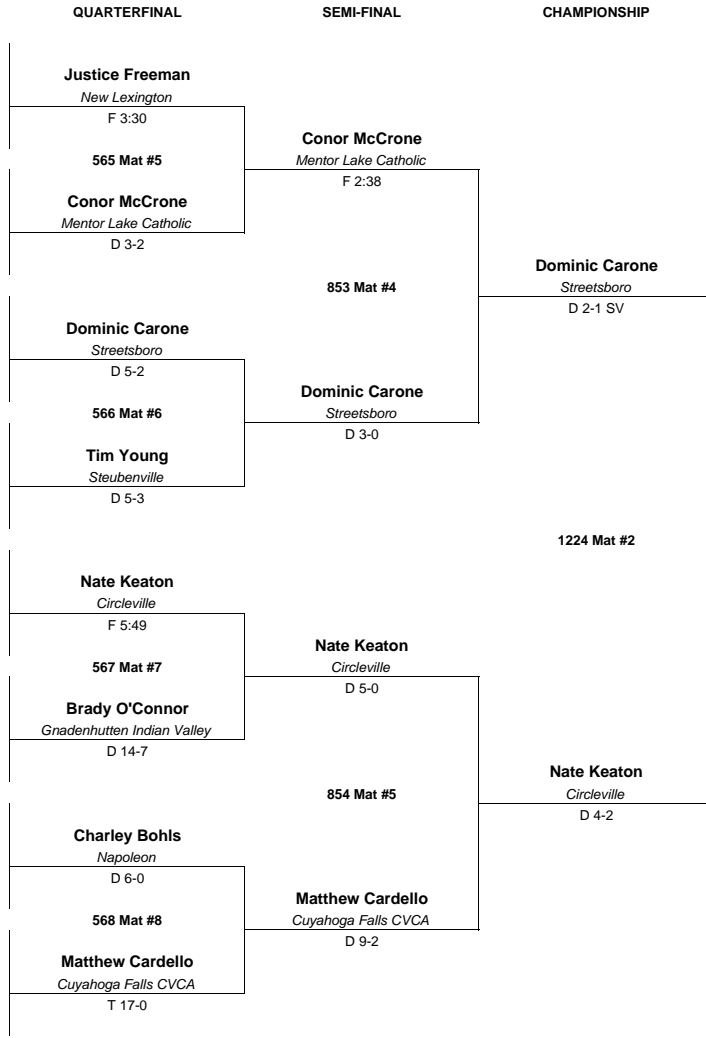 QUARTERFINAL SEMI-FINAL CHAMPIONSHIP
Justice Freeman
New Lexington
F 3:30
565 Mat #5
Conor McCrone
Mentor Lake Catholic
D 3-2
Dominic Carone
Streetsboro
D 5-2
566 Mat #6
Tim Young
Steubenville
D 5-3
Nate Keaton
Circleville
F 5:49
567 Mat #7
Brady O'Connor
Gnadenhutten Indian Valley
D 14-7
Charley Bohls
Napoleon
D 6-0
568 Mat #8
Matthew Cardello
Cuyahoga Falls CVCA
T 17-0
Conor McCrone
Mentor Lake Catholic
F 2:38
853 Mat #4
Dominic Carone
Streetsboro
D 3-0
Nate Keaton
Circleville
D 5-0
854 Mat #5
Matthew Cardello
Cuyahoga Falls CVCA
D 9-2
Dominic Carone
Streetsboro
D 2-1 SV
1224 Mat #2
Nate Keaton
Circleville
D 4-2